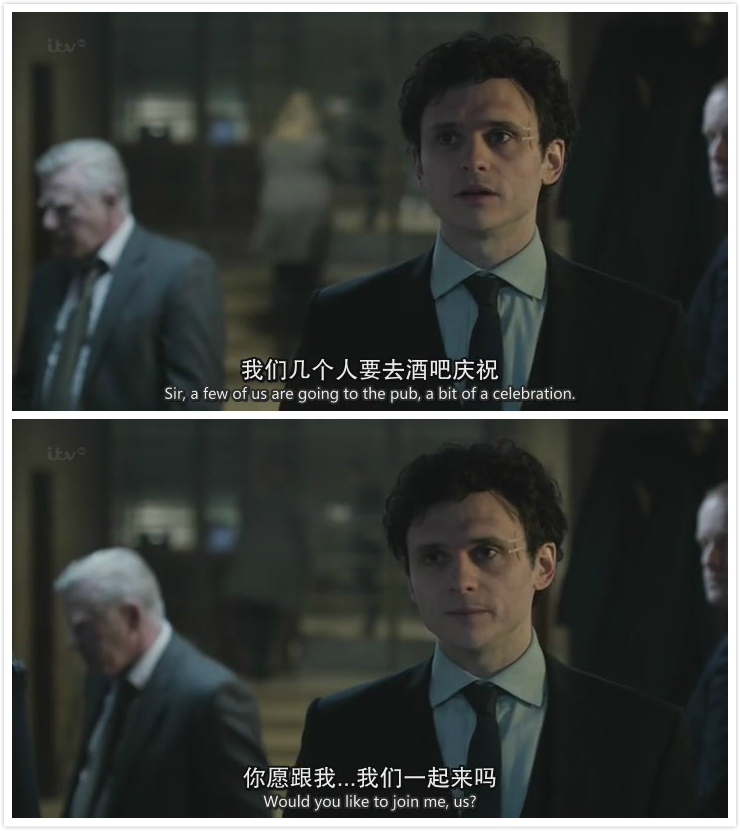 itv
我们几个人要去酒吧庆祝
Sir, a few of us are going to the pub, a bit of a celebration.
itv
你愿跟我...我们一起来吗
Would you like to join me, us?